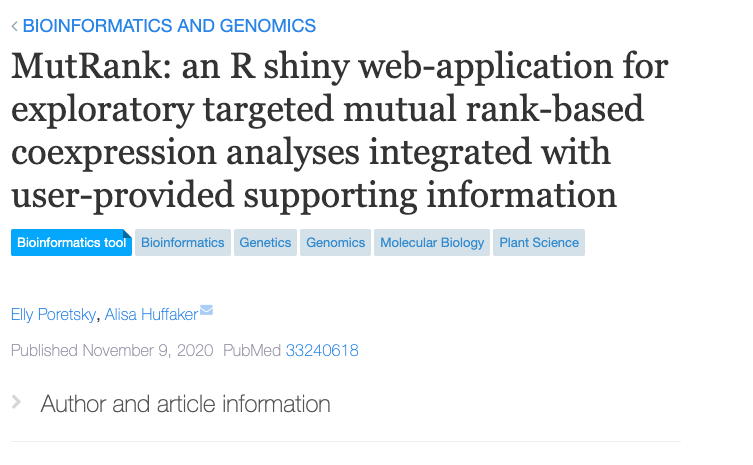 BIOINFORMATICS AND GENOMICS
MutRank: an R shiny web-application for
exploratory targeted mutual rank-based
coexpression analyses integrated with
user-provided supporting information
Bioinformatics tool Bioinformatics Genetics Genomics Molecular Biology Plant Science
Elly Poretsky, Alisa Huffaker
Published November 9, 2020 PubMed 33240618
Author and article information